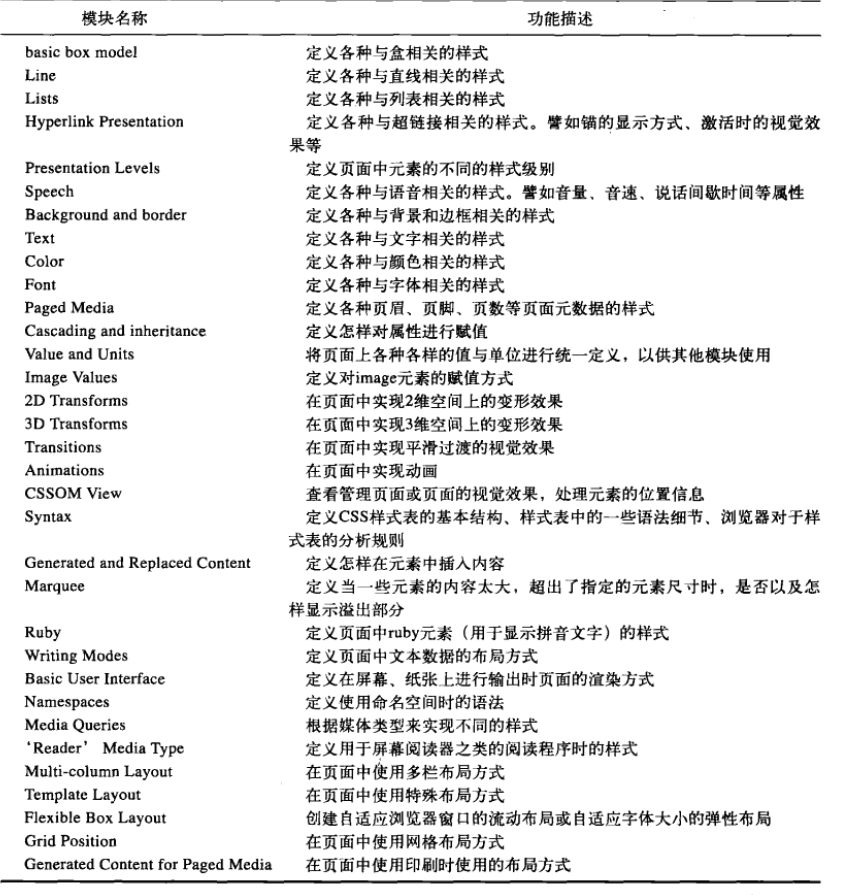 模块名称 功能描述
basic box model 定义各种与盒相关的样式
Line 定义各种与直线相关的样式
Lists 定义各种与列表相关的样式
Hyperlink Presentation 定义各种与超链接相关的样式。譬如锚的显示方式、激活时的视觉效
果等
Presentation Levels 定义页面中元素的不同的样式级别
Speech 定义各种与语音相关的样式。譬如音量、音速、说话间歇时间等属性
Background and border 定义各种与背景和边框相关的样式
Text 定义各种与文字相关的样式
Color 定义各种与颜色相关的样式
Font 定义各种与字体相关的样式
Paged Media 定义各种页眉、页脚、页数等页面元数据的样式
Cascading and inheritance 定义怎样对属性进行赋值
Value and Units 将页面上各种各样的值与单位进行统一定义，以供其他模块使用
Image Values 定义对image元素的赋值方式
2D Transforms 在页面中实现2维空间上的变形效果
3D Transforms 在页面中实现3维空间上的变形效果
Transitions 在页面中实现平滑过渡的视觉效果
Animations 在页面中实现动画
CSSOM View 查看管理页面或页面的视觉效果，处理元素的位置信息
Syntax 定义CSS样式表的基本结构、样式表中的一些语法细节、浏览器对于样
式表的分析规则
Generated and Replaced Content 定义怎样在元素中插入内容
Marquee 定义当一些元素的内容太大，超出了指定的元素尺寸时，是否以及怎
样显示溢出部分
Ruby 定义页面中ruby元素（用于显示拼音文字）的样式
Writing Modes 定义页面中文本数据的布局方式
Basic User Interface 定义在屏幕、纸张上进行输出时页面的渲染方式
Namespaces 定义使用命名空间时的语法
Media Queries 根据媒体类型来实现不同的样式
‘Reader’ Media Type 定义用于屏幕阅读器之类的阅读程序时的样式
Multi-column Layout 在页面中使用多栏布局方式
Template Layout 在页面中使用特殊布局方式
Flexible Box Layout 创建自适应浏览器窗口的流动布局或自适应字体大小的弹性布局
Grid Position 在页面中使用网格布局方式
Generated Content for Paged Media 在页面中使用印刷时使用的布局方式